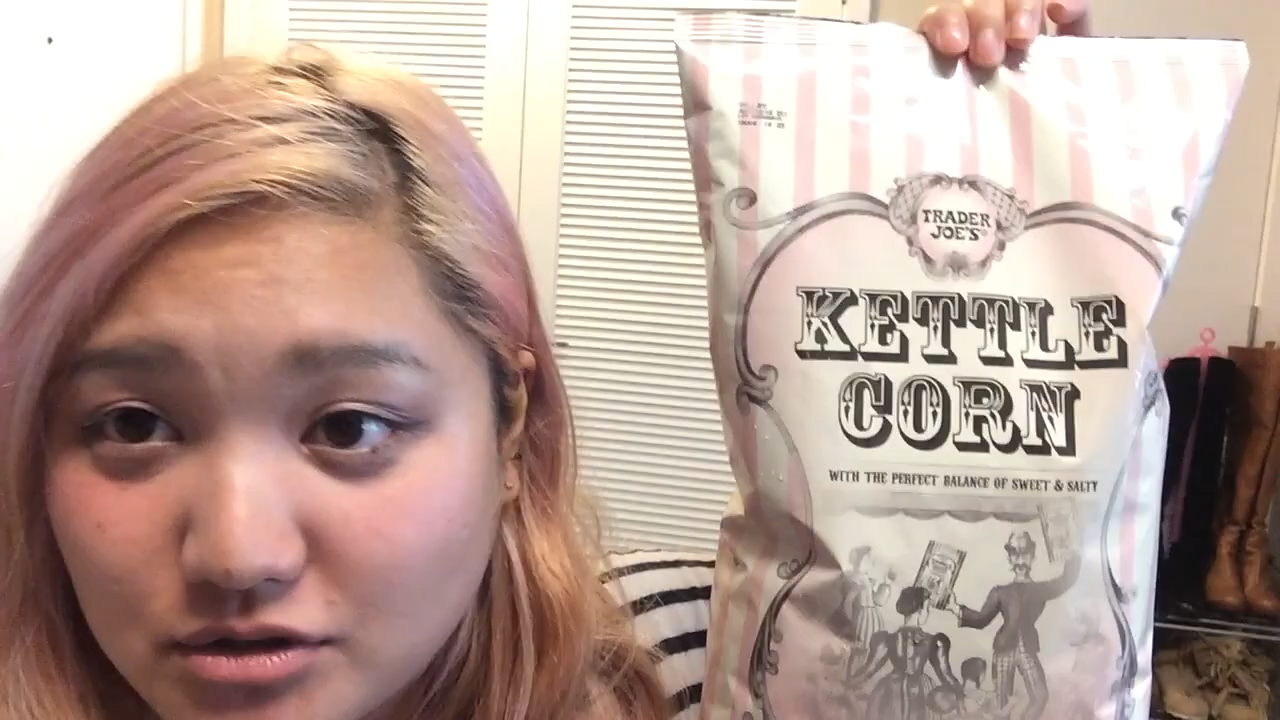 TRADER
JOE'S
KETTLE
CORN
WITH THE PERFECT BALANCE OF SWEET & SALTY